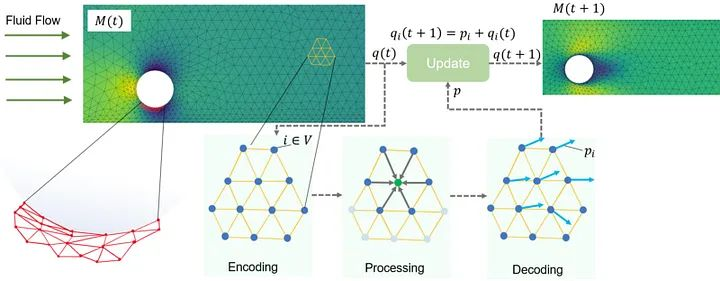 Fluid Flow
M(t)
q_i(t+1) = p_i + q_i(t)
M(t+1)
q(t)
Update
q(t+1)
p
i ∈ V
p_i
Encoding
Processing
Decoding